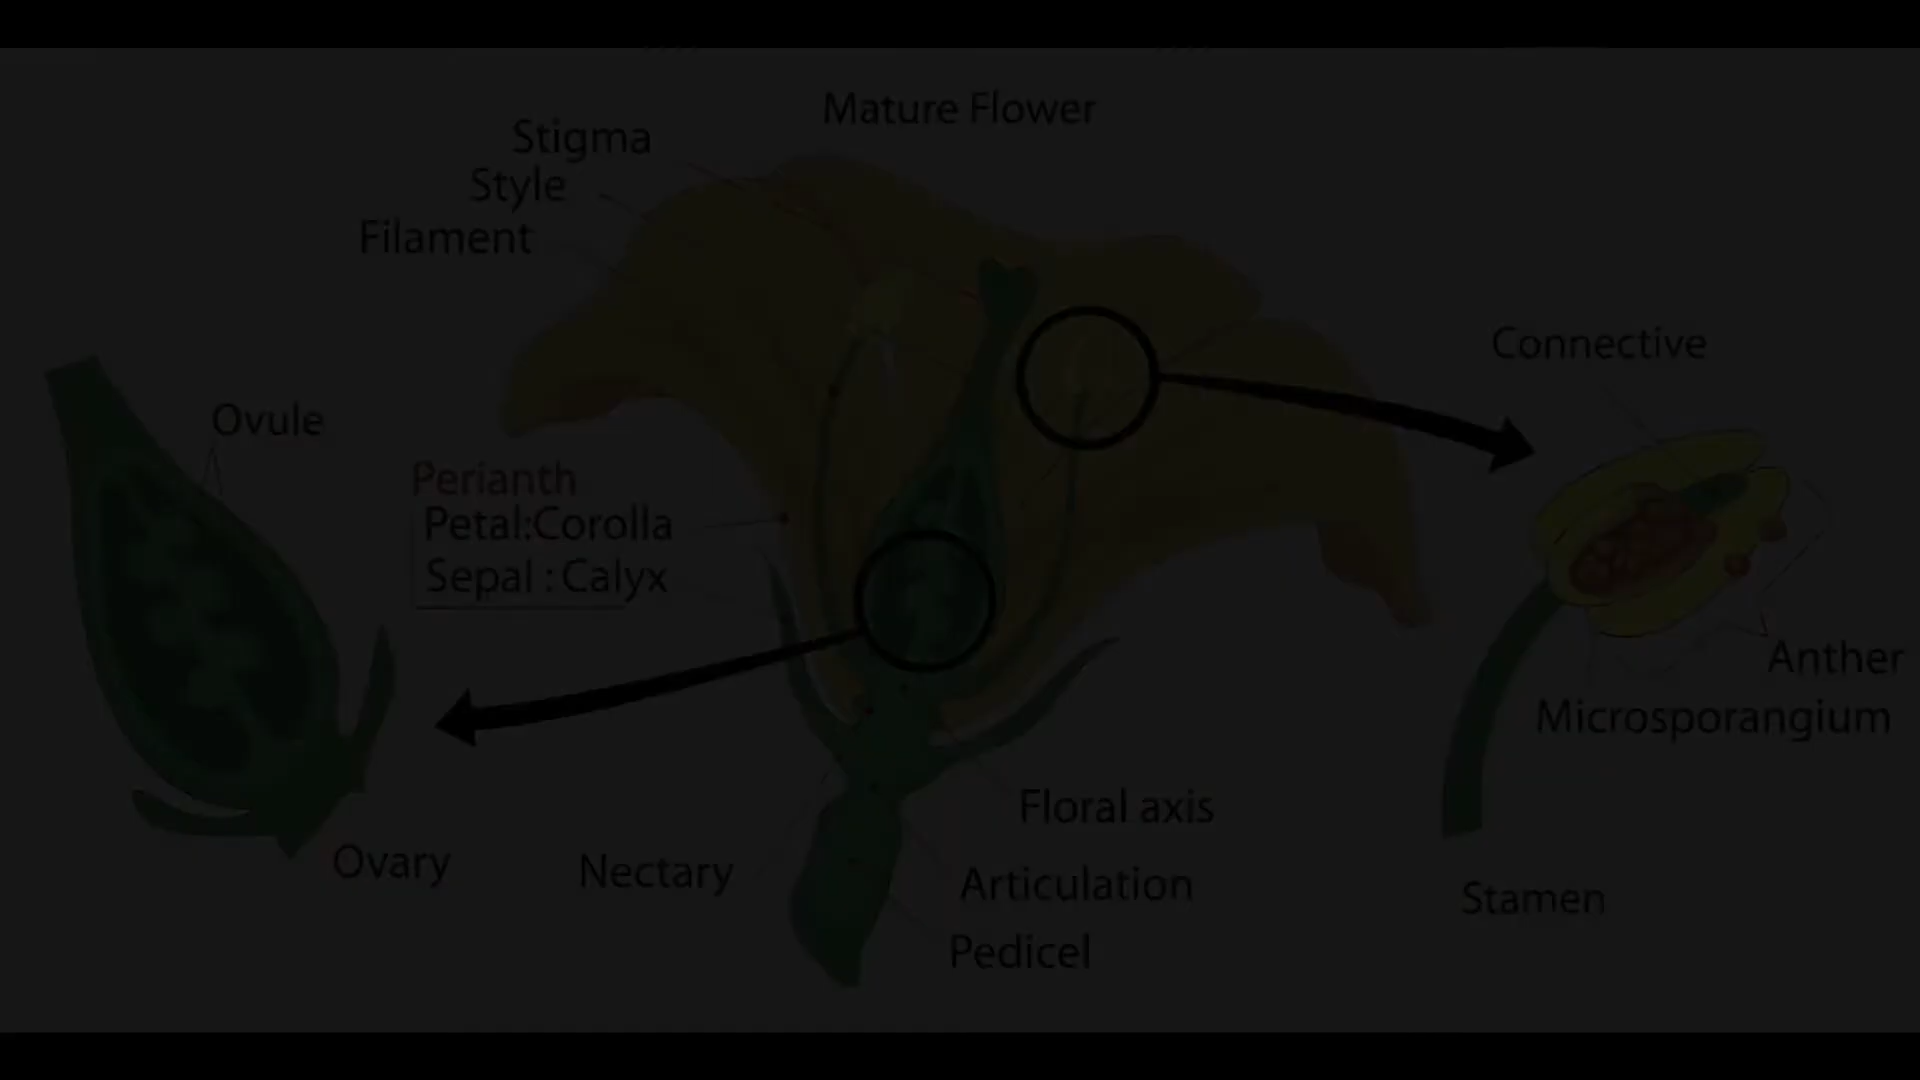 Mature Flower
Stigma
Style
Filament
Connective
Ovule
Perianth
Petal:Corolla
Sepal : Calyx
Anther
Microsporangium
Floral axis
Ovary
Nectary
Articulation
Stamen
Pedicel